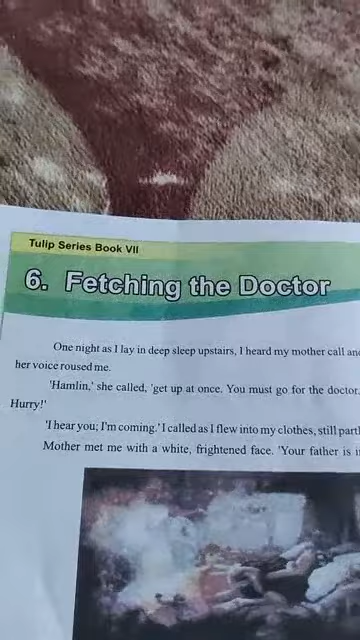 Tulip Series Book VII
6. Fetching the Doctor
One night as I lay in deep sleep upstairs, I heard my mother call and
her voice roused me.
'Hamlin,' she called, 'get up at once. You must go for the doctor.
Hurry!'
'I hear you; I'm coming.' I called as I flew into my clothes, still
Mother met me with a white, frightened face. 'Your father is